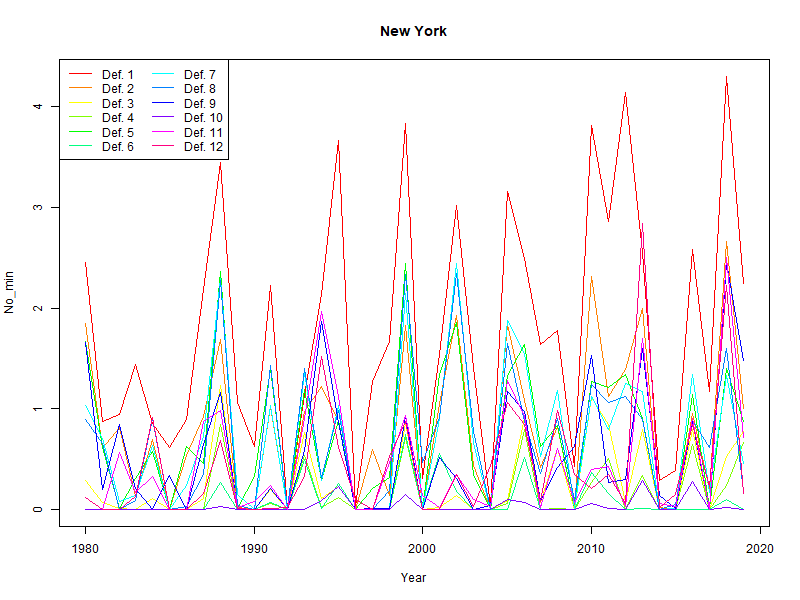 New York
Def. 1 Def. 7
Def. 2 Def. 8
Def. 3 Def. 9
Def. 4 Def. 10
Def. 5 Def. 11
Def. 6 Def. 12
4
3
2
1
0
No_min
1980 1990 2000 2010 2020
Year